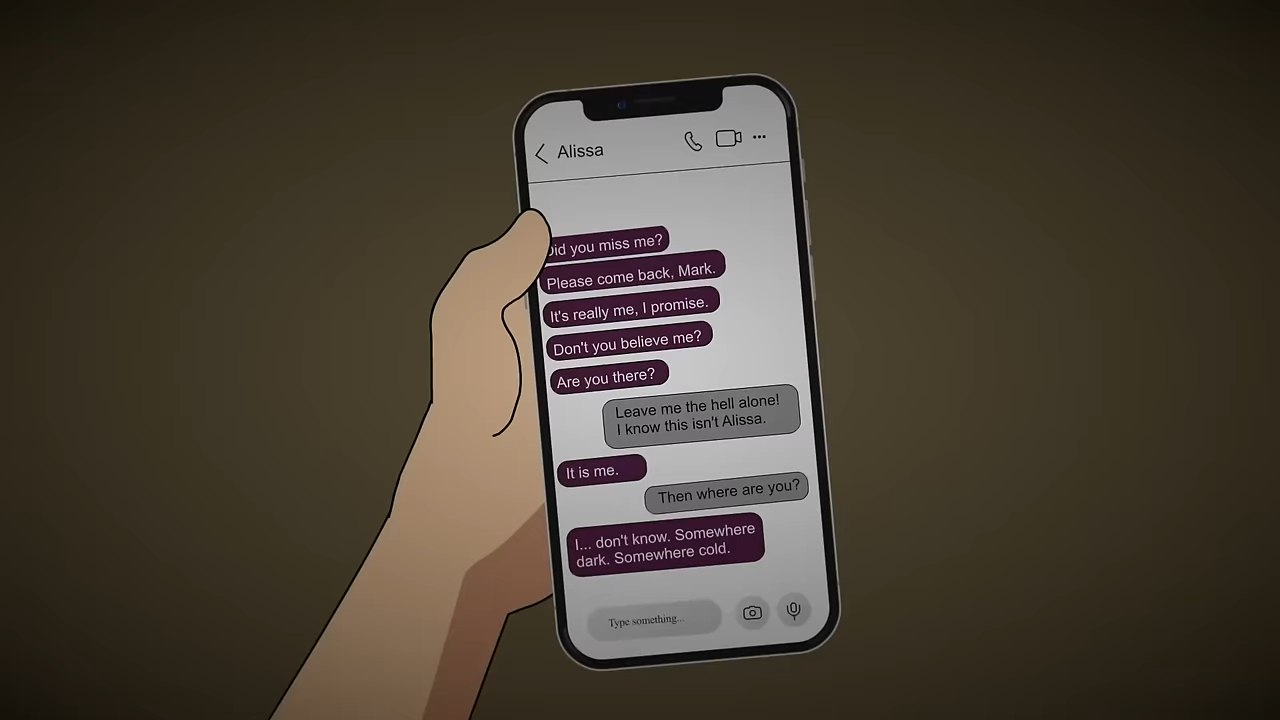 Alissa
Did you miss me?
Please come back, Mark.
It's really me, I promise.
Don't you believe me?
Are you there?
Leave me the hell alone!
I know this isn't Alissa.
It is me.
Then where are you?
I... don't know. Somewhere
dark. Somewhere cold.
Type something...